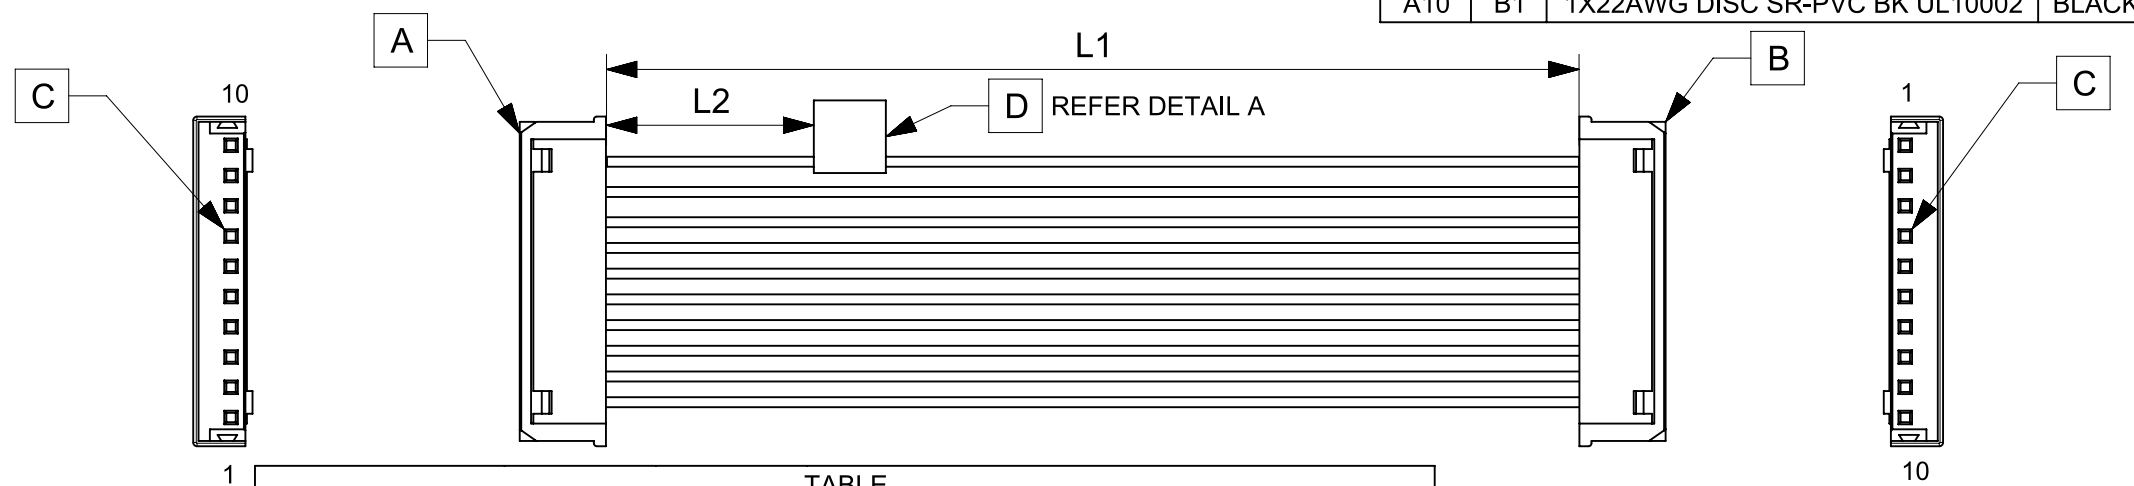 A10 B1 1X22AWG DISC SR-PVC BK UL10002 BLACK
A L1 B
C 10 L2 D REFER DETAIL A 1 C
1 TABLE 10